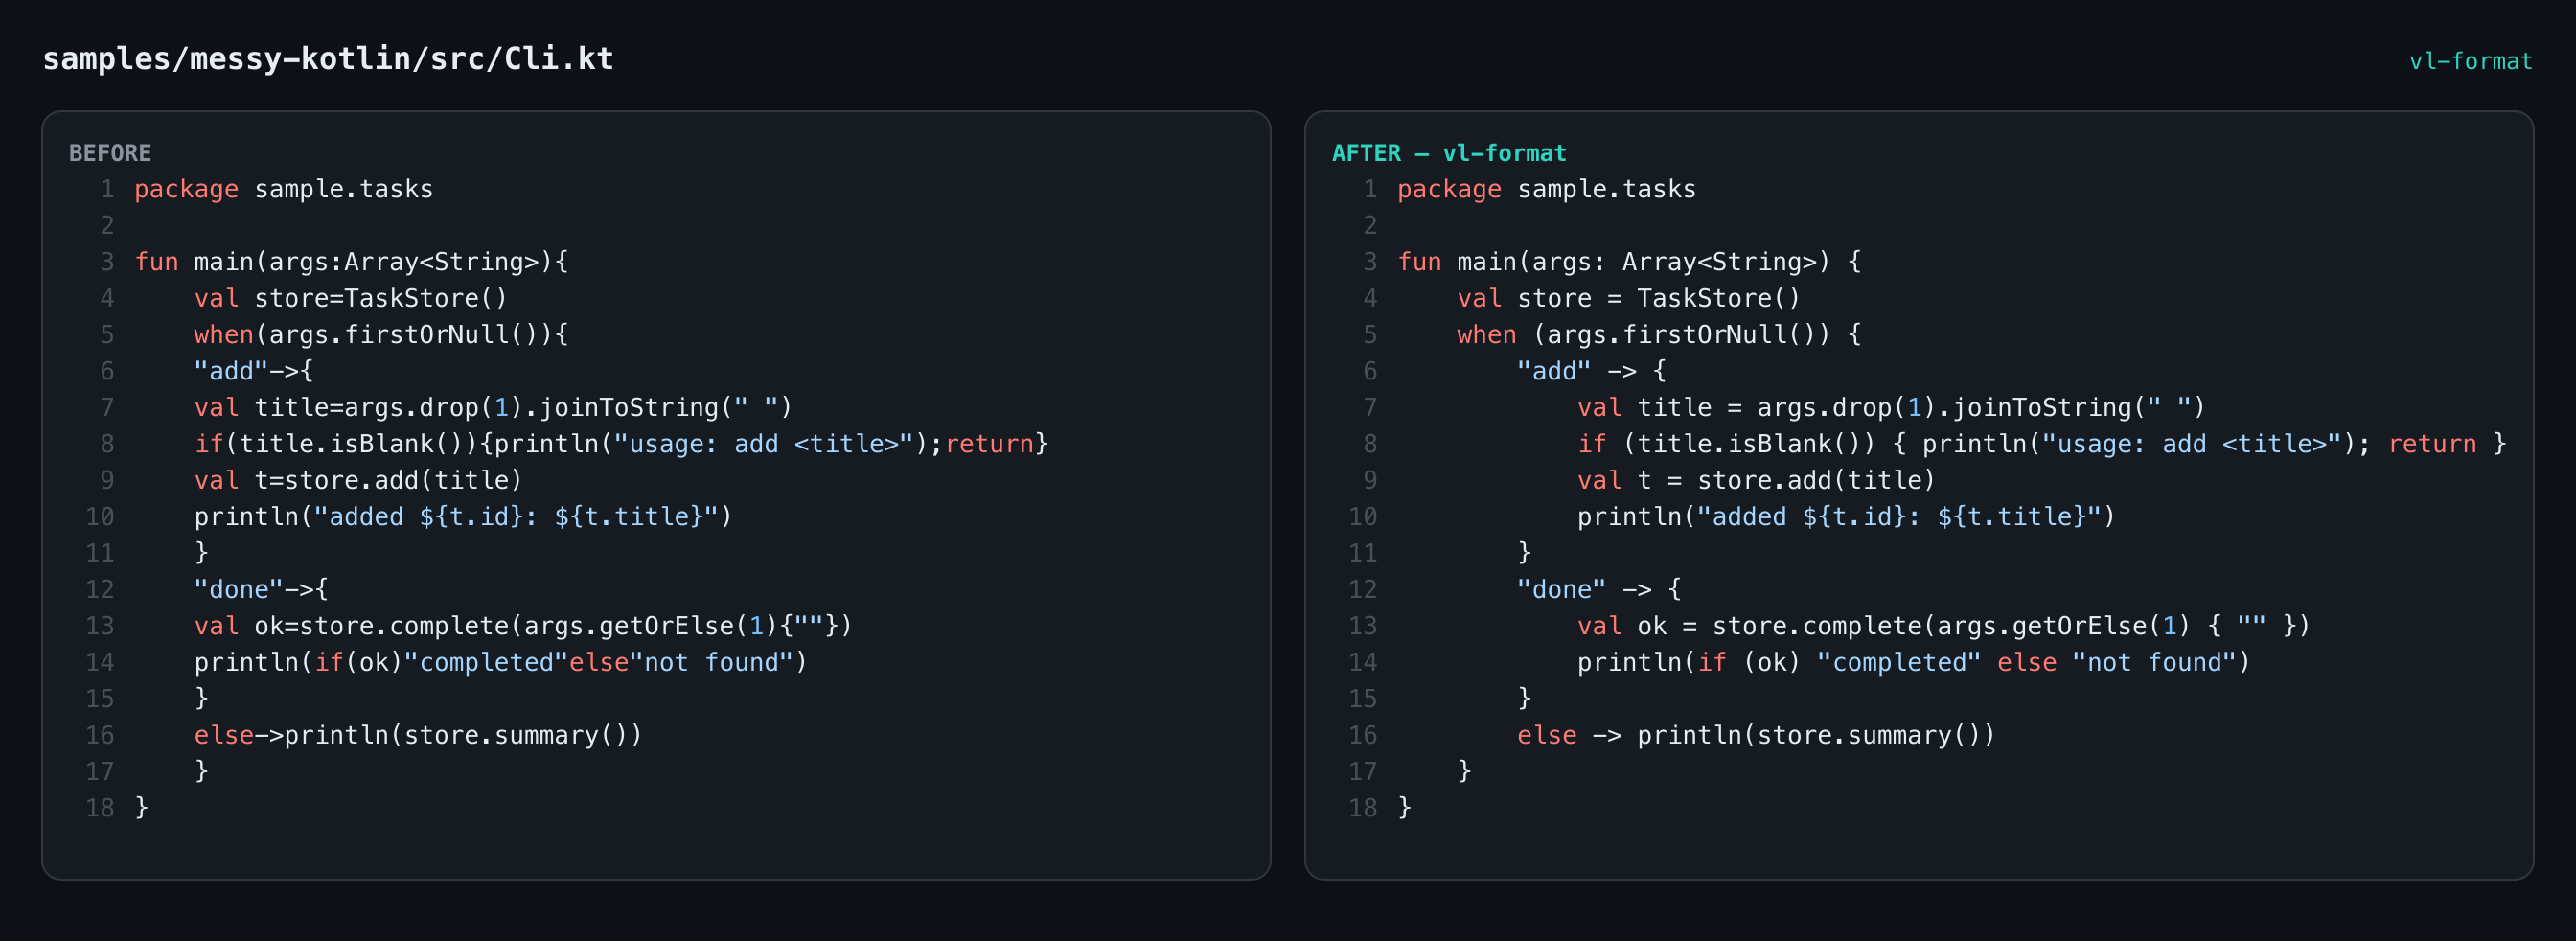 samples/messy-kotlin/src/Cli.kt
vl-format
BEFORE
1 package sample.tasks
2
3 fun main(args:Array<String>){
4     val store=TaskStore()
5     when(args.firstOrNull()){
6     "add"->{
7     val title=args.drop(1).joinToString(" ")
8     if(title.isBlank()){println("usage: add <title>");return}
9     val t=store.add(title)
10     println("added ${t.id}: ${t.title}")
11     }
12     "done"->{
13     val ok=store.complete(args.getOrElse(1){""})
14     println(if(ok)"completed"else"not found")
15     }
16     else->println(store.summary())
17     }
18 }
AFTER — vl-format
1 package sample.tasks
2
3 fun main(args: Array<String>) {
4     val store = TaskStore()
5     when (args.firstOrNull()) {
6         "add" -> {
7             val title = args.drop(1).joinToString(" ")
8             if (title.isBlank()) { println("usage: add <title>"); return }
9             val t = store.add(title)
10             println("added ${t.id}: ${t.title}")
11         }
12         "done" -> {
13             val ok = store.complete(args.getOrElse(1) { "" })
14             println(if (ok) "completed" else "not found")
15         }
16         else -> println(store.summary())
17     }
18 }